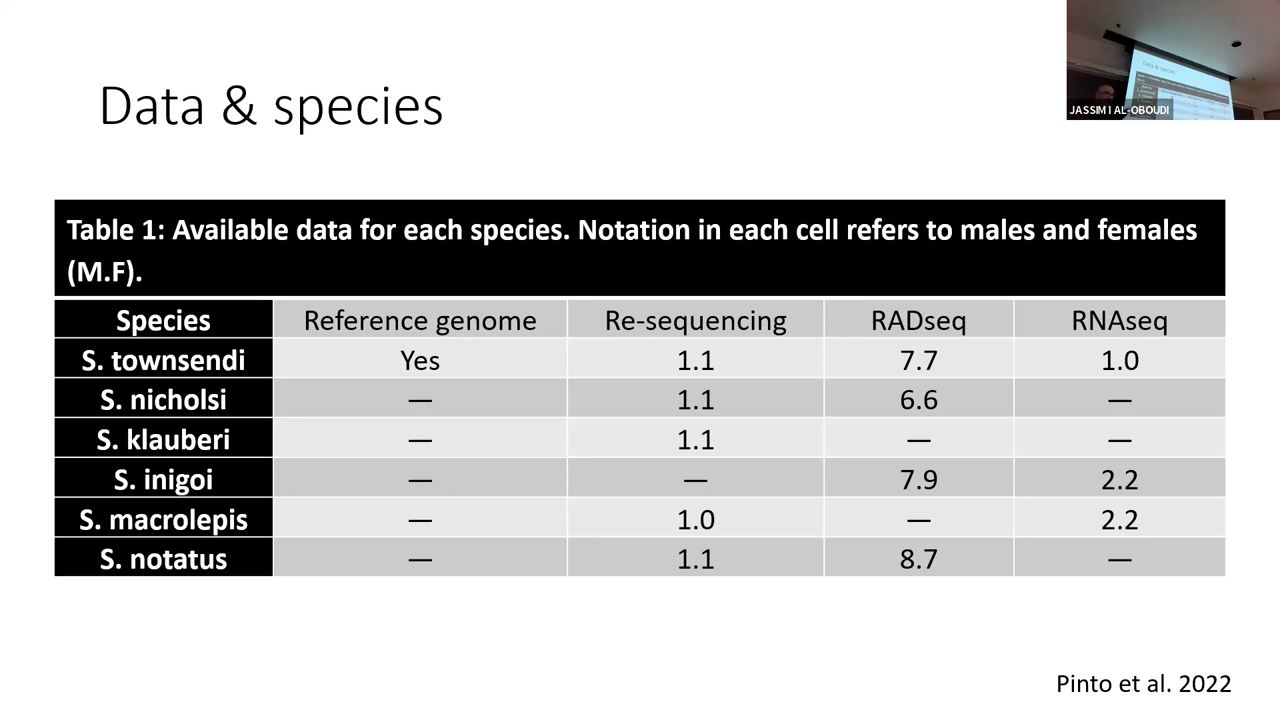 Data & species
JASSIM I AL-OBOUDI
Table 1: Available data for each species. Notation in each cell refers to males and females
(M.F).
Species Reference genome Re-sequencing RADseq RNAseq
S. townsendi Yes 1.1 7.7 1.0
S. nicholsi — 1.1 6.6 —
S. klauberi — 1.1 — —
S. inigoi — — 7.9 2.2
S. macrolepis — 1.0 — 2.2
S. notatus — 1.1 8.7 —
Pinto et al. 2022